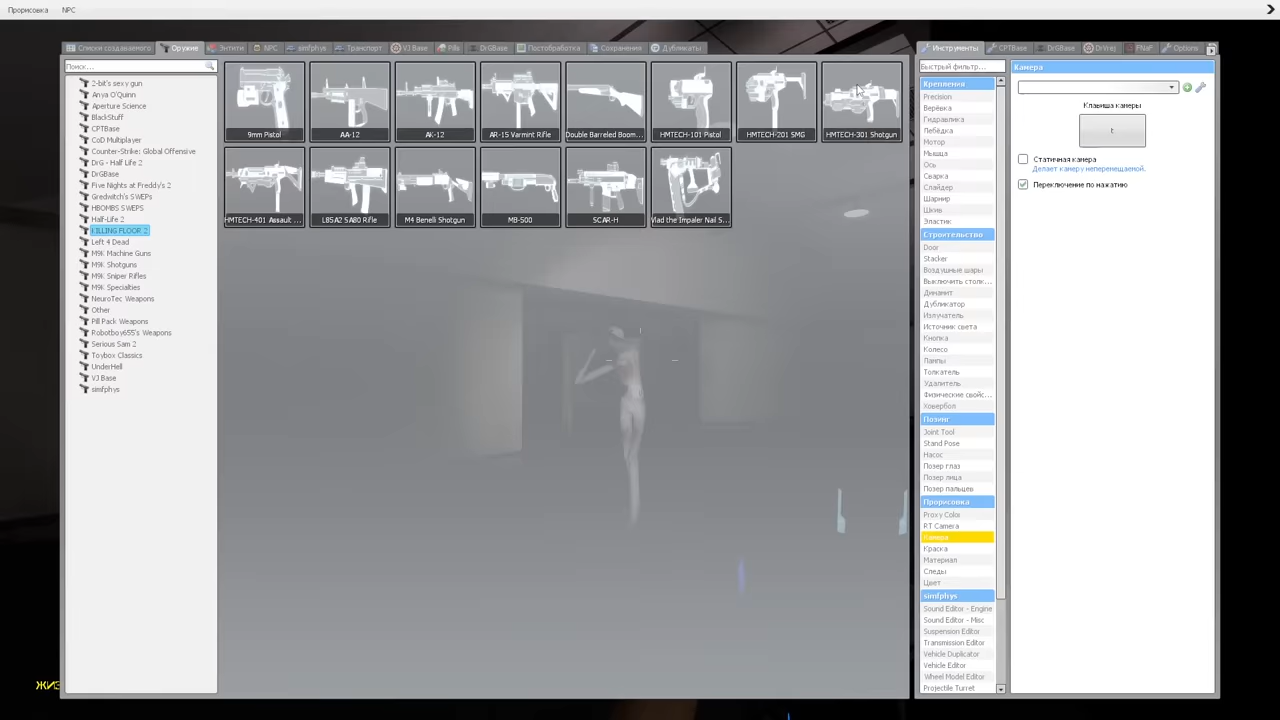 Прорисовка NPC
Списки создаваемого Оружие Энтити NPC simfphys Транспорт VJ Base Pills DrGBase Постобработка Сохранения Дубликаты
Поиск...
2-bit's sexy gun
Anya O'Quinn
Aperture Science
BlackStuff
CPTBase
CoD Multiplayer
Counter-Strike: Global Offensive
DrG - Half Life 2
DrGBase
Five Nights at Freddy's 2
Gredwitch's SWEPs
HBOMBS SWEPS
Half-Life 2
KILLING FLOOR 2
Left 4 Dead
M9K Machine Guns
M9K Shotguns
M9K Sniper Rifles
M9K Specialties
NeuroTec Weapons
Other
Pill Pack Weapons
Robotboy655's Weapons
Serious Sam 2
Toybox Classics
UnderHell
VJ Base
simfphys
9mm Pistol AA-12 AK-12 AR-15 Varmint Rifle Double Barreled Boom... HMTECH-101 Pistol HMTECH-201 SMG HMTECH-301 Shotgun
HMTECH-401 Assault ... L85A2 SA80 Rifle M4 Benelli Shotgun MB-500 SCAR-H Vlad the Impaler Nail S...
ЖИЗ
Инструменты CPTBase DrGBase DrVrej FNaF Options
Быстрый фильтр...
Крепления
Precision
Верёвка
Гидравлика
Лебёдка
Мотор
Мышца
Ось
Сварка
Слайдер
Шарнир
Шкив
Эластик
Строительство
Door
Stacker
Воздушные шары
Выключить столк...
Динамит
Дубликатор
Излучатель
Источник света
Кнопка
Колесо
Лампы
Толкатель
Удалитель
Физические свойс...
Ховербол
Позинг
Joint Tool
Stand Pose
Насос
Позер глаз
Позер лица
Позер пальцев
Прорисовка
Proxy Color
RT Camera
Камера
Краска
Материал
Следы
Цвет
simfphys
Sound Editor - Engine
Sound Editor - Misc
Suspension Editor
Transmission Editor
Vehicle Duplicator
Vehicle Editor
Wheel Model Editor
Projectile Turret
Камера
Клавиша камеры
t
Статичная камера
Делает камеру неперемещаемой.
Переключение по нажатию